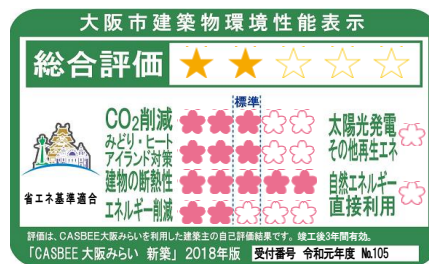 大阪市建築物環境性能表示
総合評価
標準
CO2削減
みどり・ヒート
アイランド対策
建物の断熱性
エネルギー削減
太陽光発電
その他再生エネ
自然エネルギー
直接利用
省エネ基準適合
評価は、CASBEE大阪みらいを利用した建築主の自己評価結果です。竣工後3年間有効。
「CASBEE 大阪みらい 新築」 2018年版 受付番号 令和元年度 No.105